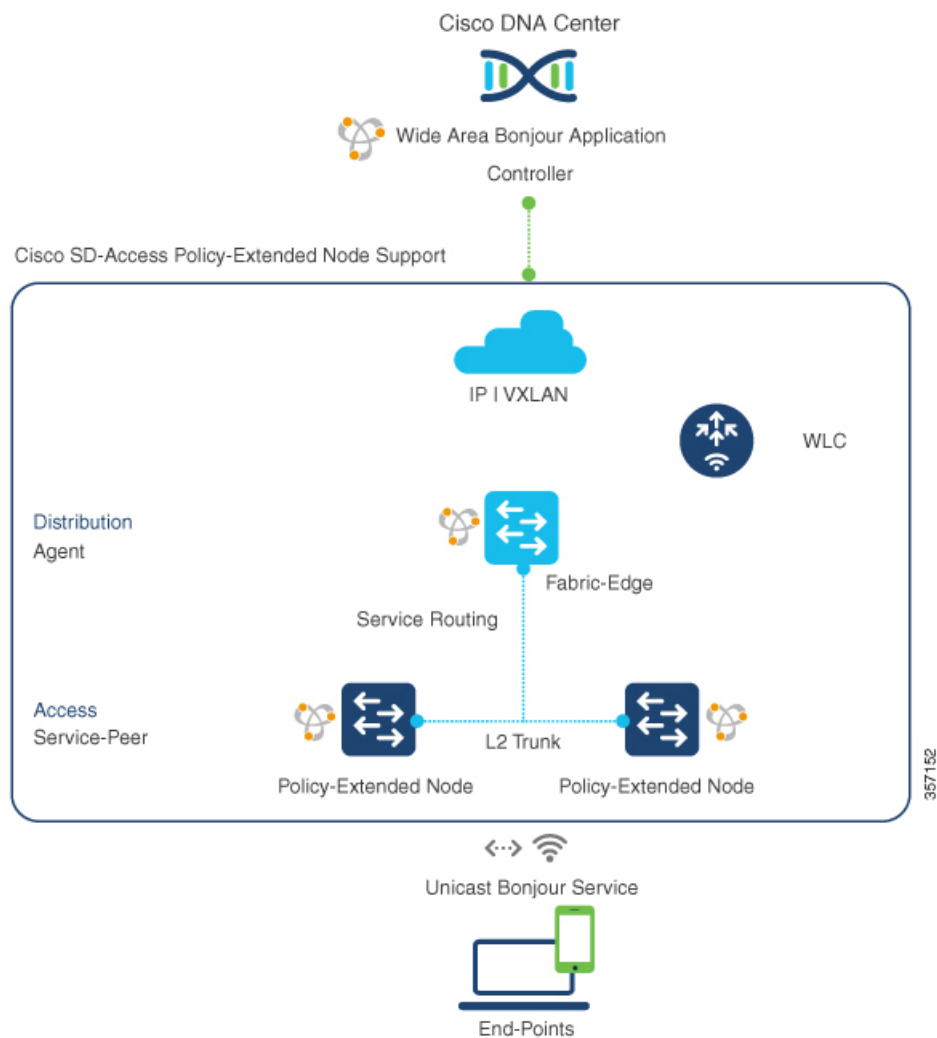 Cisco DNA Center
Wide Area Bonjour Application
Controller
Cisco SD-Access Policy-Extended Node Support
IP | VXLAN
WLC
Distribution
Agent
Fabric-Edge
Service Routing
Access
Service-Peer
L2 Trunk
Policy-Extended Node
Policy-Extended Node
357152
Unicast Bonjour Service
End-Points